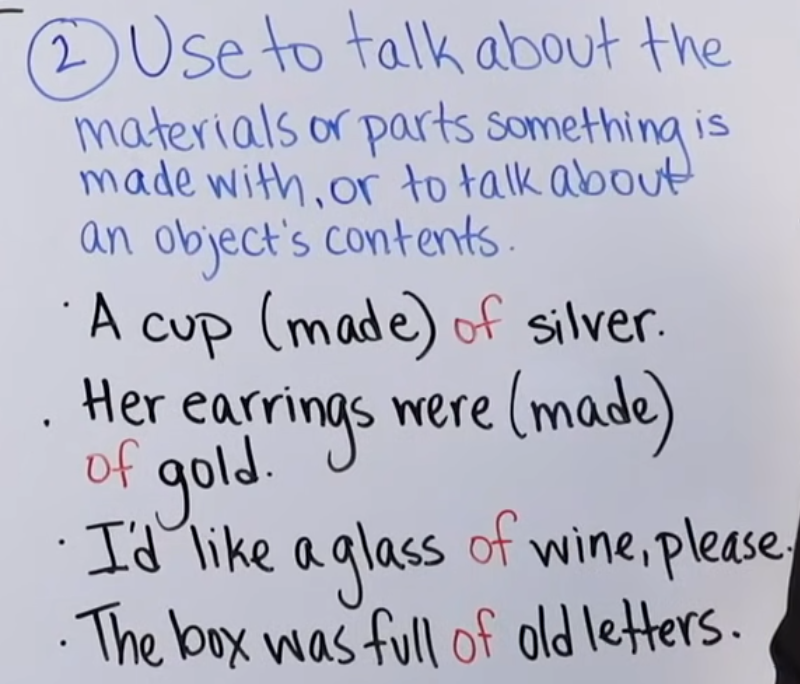 ② Use to talk about the
materials or parts something is
made with, or to talk about
an object's contents.
· A cup (made) of silver.
· Her earrings were (made)
of gold.
· I'd like a glass of wine, please.
· The box was full of old letters.